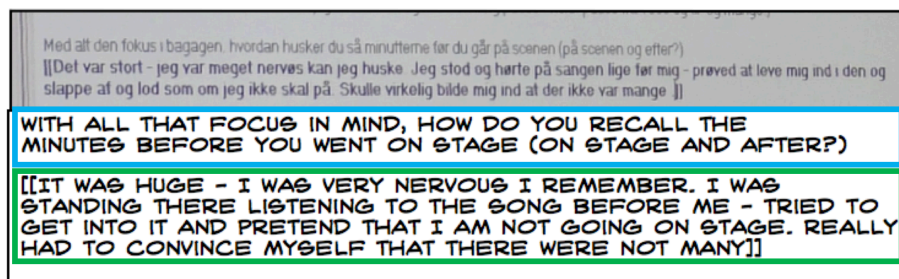 Med alt den fokus i bagagen, hvordan husker du så minutterne før du går på scenen (på scenen og efter?)
[[Det var stort - jeg var meget nervøs kan jeg huske. Jeg stod og hørte på sangen lige før mig - prøved at leve mig ind i den og
slappe af og lod som om jeg ikke skal på. Skulle virkelig bilde mig ind at der ikke var mange.]]
WITH ALL THAT FOCUS IN MIND, HOW DO YOU RECALL THE
MINUTES BEFORE YOU WENT ON STAGE (ON STAGE AND AFTER?)
[[IT WAS HUGE - I WAS VERY NERVOUS I REMEMBER. I WAS
STANDING THERE LISTENING TO THE SONG BEFORE ME - TRIED TO
GET INTO IT AND PRETEND THAT I AM NOT GOING ON STAGE. REALLY
HAD TO CONVINCE MYSELF THAT THERE WERE NOT MANY]]